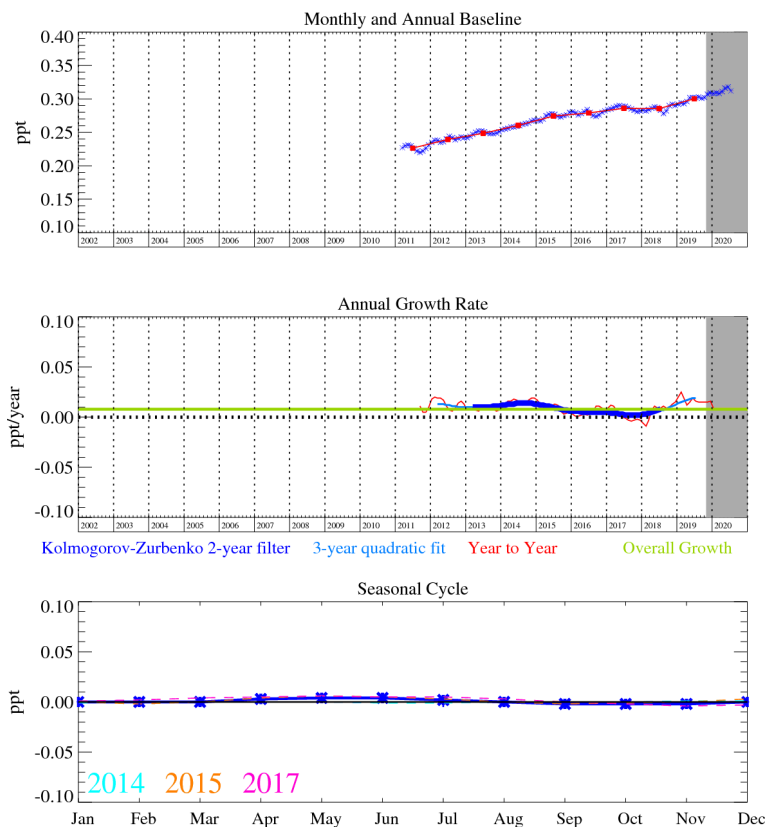 Monthly and Annual Baseline
0.40
0.35
0.30
0.25
0.20
0.15
0.10
ppt
2002 2003 2004 2005 2006 2007 2008 2009 2010 2011 2012 2013 2014 2015 2016 2017 2018 2019 2020
Annual Growth Rate
0.10
0.05
0.00
-0.05
-0.10
ppt/year
2002 2003 2004 2005 2006 2007 2008 2009 2010 2011 2012 2013 2014 2015 2016 2017 2018 2019 2020
Kolmogorov-Zurbenko 2-year filter 3-year quadratic fit Year to Year Overall Growth
Seasonal Cycle
0.10
0.05
0.00
-0.05
-0.10
ppt
2014 2015 2017
Jan Feb Mar Apr May Jun Jul Aug Sep Oct Nov Dec